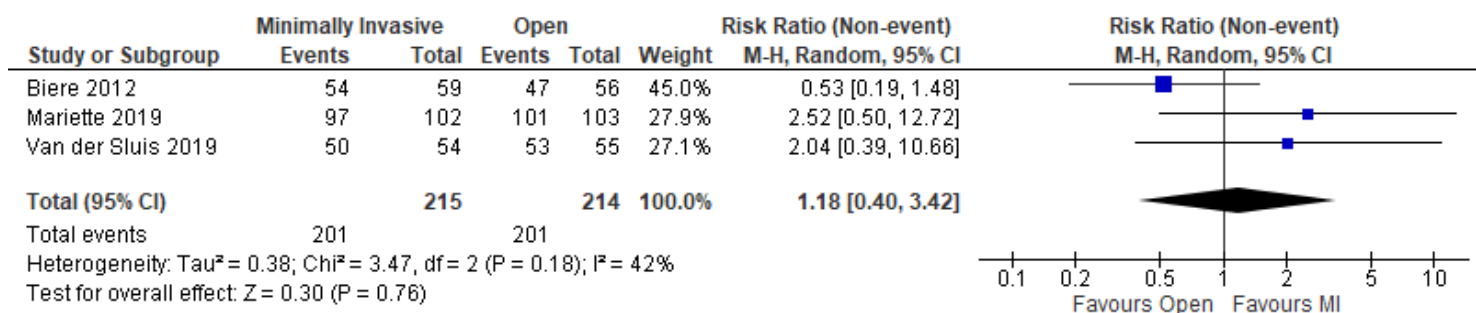 Minimally Invasive Open Risk Ratio (Non-event) Risk Ratio (Non-event)
Study or Subgroup Events Total Events Total Weight M-H, Random, 95% CI M-H, Random, 95% CI
Biere 2012 54 59 47 56 45.0% 0.53 [0.19, 1.48]
Mariette 2019 97 102 101 103 27.9% 2.52 [0.50, 12.72]
Van der Sluis 2019 50 54 53 55 27.1% 2.04 [0.39, 10.66]
Total (95% CI) 215 214 100.0% 1.18 [0.40, 3.42]
Total events 201 201
Heterogeneity: Tau² = 0.38; Chi² = 3.47, df = 2 (P = 0.18); I² = 42%
Test for overall effect: Z = 0.30 (P = 0.76)
0.1 0.2 0.5 1 2 5 10
Favours Open Favours MI